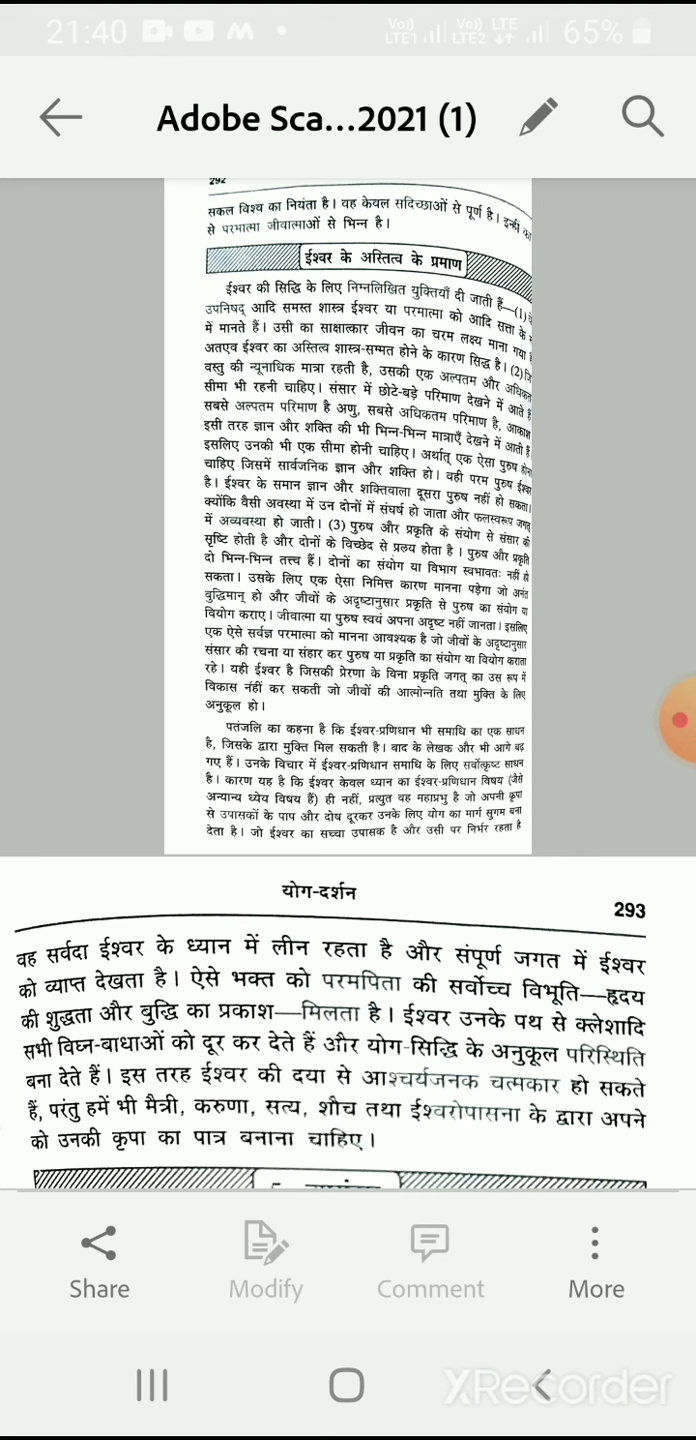 21:40
Vo)) LTE1 Vo)) LTE LTE2 65%
Adobe Sca...2021 (1)
292
सकल विश्व का नियंता है। वह केवल सदिच्छाओं से पूर्ण है। इन्हीं
से परमात्मा जीवात्माओं से भिन्न है।
ईश्वर के अस्तित्व के प्रमाण
ईश्वर की सिद्धि के लिए निम्नलिखित युक्तियाँ दी जाती हैं—(1)
उपनिषद् आदि समस्त शास्त्र ईश्वर या परमात्मा को आदि सत्ता के
में मानते हैं। उसी का साक्षात्कार जीवन का चरम लक्ष्य माना गया
अतएव ईश्वर का अस्तित्व शास्त्र-सम्मत होने के कारण सिद्ध है। (2)
वस्तु की न्यूनाधिक मात्रा रहती है, उसकी एक अल्पतम और
सीमा भी रहनी चाहिए। संसार में छोटे-बड़े परिमाण देखने में आते
सबसे अल्पतम परिमाण है अणु, सबसे अधिकतम परिमाण है, आकाश
इसी तरह ज्ञान और शक्ति की भी भिन्न-भिन्न मात्राएँ देखने में आती हैं
इसलिए उनकी भी एक सीमा होनी चाहिए। अर्थात् एक ऐसा पुरुष होना
चाहिए जिसमें सार्वजनिक ज्ञान और शक्ति हो। वही परम पुरुष ईश्वर
है। ईश्वर के समान ज्ञान और शक्तिवाला दूसरा पुरुष नहीं हो सकता।
क्योंकि वैसी अवस्था में उन दोनों में संघर्ष हो जाता और फलस्वरूप जगत्
में अव्यवस्था हो जाती। (3) पुरुष और प्रकृति के संयोग से संसार की
सृष्टि होती है और दोनों के विच्छेद से प्रलय होता है। पुरुष और प्रकृति
दो भिन्न-भिन्न तत्त्व हैं। दोनों का संयोग या विभाग स्वभावतः नहीं हो
सकता। उसके लिए एक ऐसा निमित्त कारण मानना पड़ेगा जो अनंत
बुद्धिमान् हो और जीवों के अदृष्टानुसार प्रकृति से पुरुष का संयोग या
वियोग कराए। जीवात्मा या पुरुष स्वयं अपना अदृष्ट नहीं जानता। इसलिए
एक ऐसे सर्वज्ञ परमात्मा को मानना आवश्यक है जो जीवों के अदृष्टानुसार
संसार की रचना या संहार कर पुरुष या प्रकृति का संयोग या वियोग कराता
रहे। यही ईश्वर है जिसकी प्रेरणा के विना प्रकृति जगत् का उस रूप में
विकास नंहीं कर सकती जो जीवों की आत्मोन्नति तथा मुक्ति के लिए
अनुकूल हो।
पतंजलि का कहना है कि ईश्वर-प्रणिधान भी समाधि का एक साधन
है, जिसके द्वारा मुक्ति मिल सकती है। बाद के लेखक और भी आगे बढ़
गए हैं। उनके विचार में ईश्वर-प्रणिधान समाधि के लिए सर्वोत्कृष्ट साधन
है। कारण यह है कि ईश्वर केवल ध्यान का ईश्वर-प्रणिधान विषय (जैसे
अन्यान्य ध्येय विषय हैं) ही नहीं, प्रत्युत वह महाप्रभु है जो अपनी कृपा
से उपासकों के पाप और दोष दूरकर उनके लिए योग का मार्ग सुगम बना
देता है। जो ईश्वर का सच्चा उपासक है और उसी पर निर्भर रहता है
योग-दर्शन
293
वह सर्वदा ईश्वर के ध्यान में लीन रहता है और संपूर्ण जगत में ईश्वर
को व्याप्त देखता है। ऐसे भक्त को परमपिता की सर्वोच्च विभूति—हृदय
की शुद्धता और बुद्धि का प्रकाश—मिलता है। ईश्वर उनके पथ से क्लेशादि
सभी विघ्न-बाधाओं को दूर कर देते हैं और योग-सिद्धि के अनुकूल परिस्थिति
बना देते हैं। इस तरह ईश्वर की दया से आश्चर्यजनक चत्मकार हो सकते
हैं, परंतु हमें भी मैत्री, करुणा, सत्य, शौच तथा ईश्वरोपासना के द्वारा अपने
को उनकी कृपा का पात्र बनाना चाहिए।
Share Modify Comment More
XRecorder